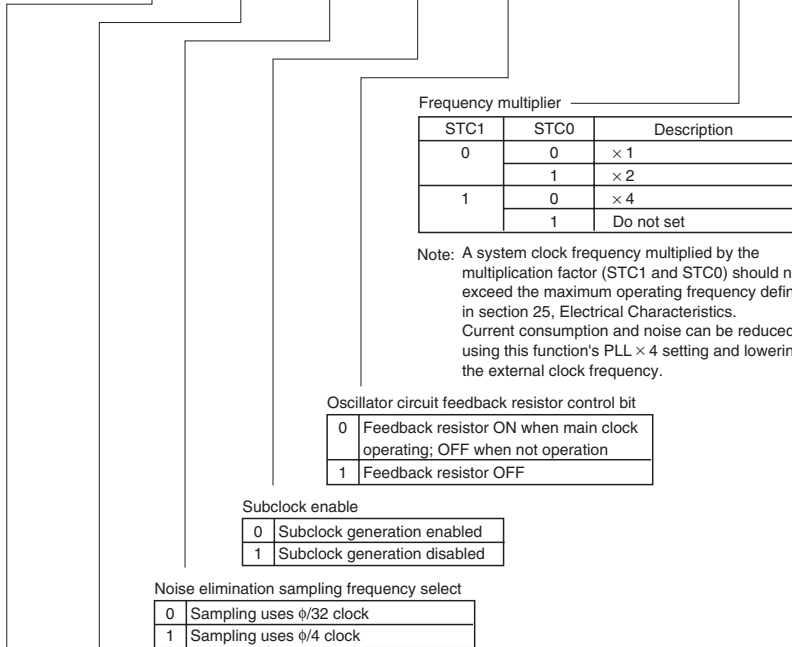 Frequency multiplier
STC1 STC0 Description
0 0 × 1
1 × 2
1 0 × 4
1 Do not set
Note: A system clock frequency multiplied by the
multiplication factor (STC1 and STC0) should n
exceed the maximum operating frequency defin
in section 25, Electrical Characteristics.
Current consumption and noise can be reduced
using this function's PLL × 4 setting and lowerin
the external clock frequency.
Oscillator circuit feedback resistor control bit
0 Feedback resistor ON when main clock
operating; OFF when not operation
1 Feedback resistor OFF
Subclock enable
0 Subclock generation enabled
1 Subclock generation disabled
Noise elimination sampling frequency select
0 Sampling uses ϕ/32 clock
1 Sampling uses ϕ/4 clock